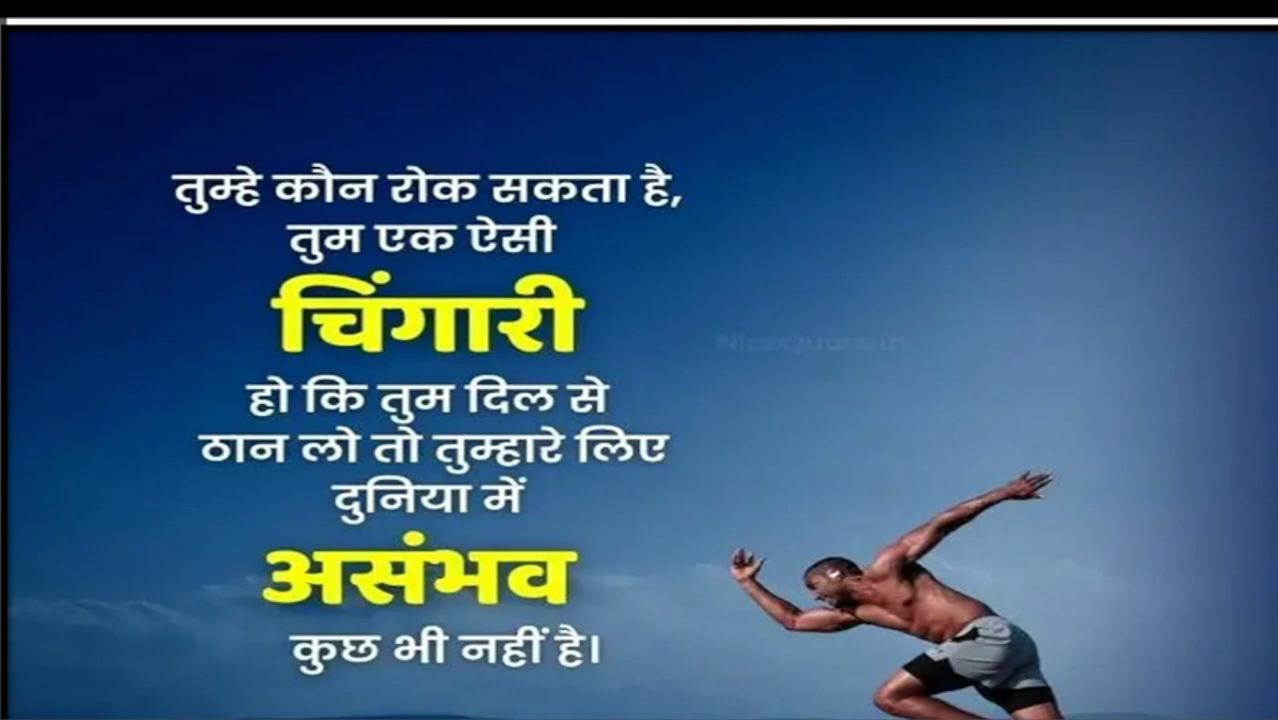 तुम्हे कौन रोक सकता है,
तुम एक ऐसी
चिंगारी
हो कि तुम दिल से
ठान लो तो तुम्हारे लिए
दुनिया में
असंभव
कुछ भी नहीं है।